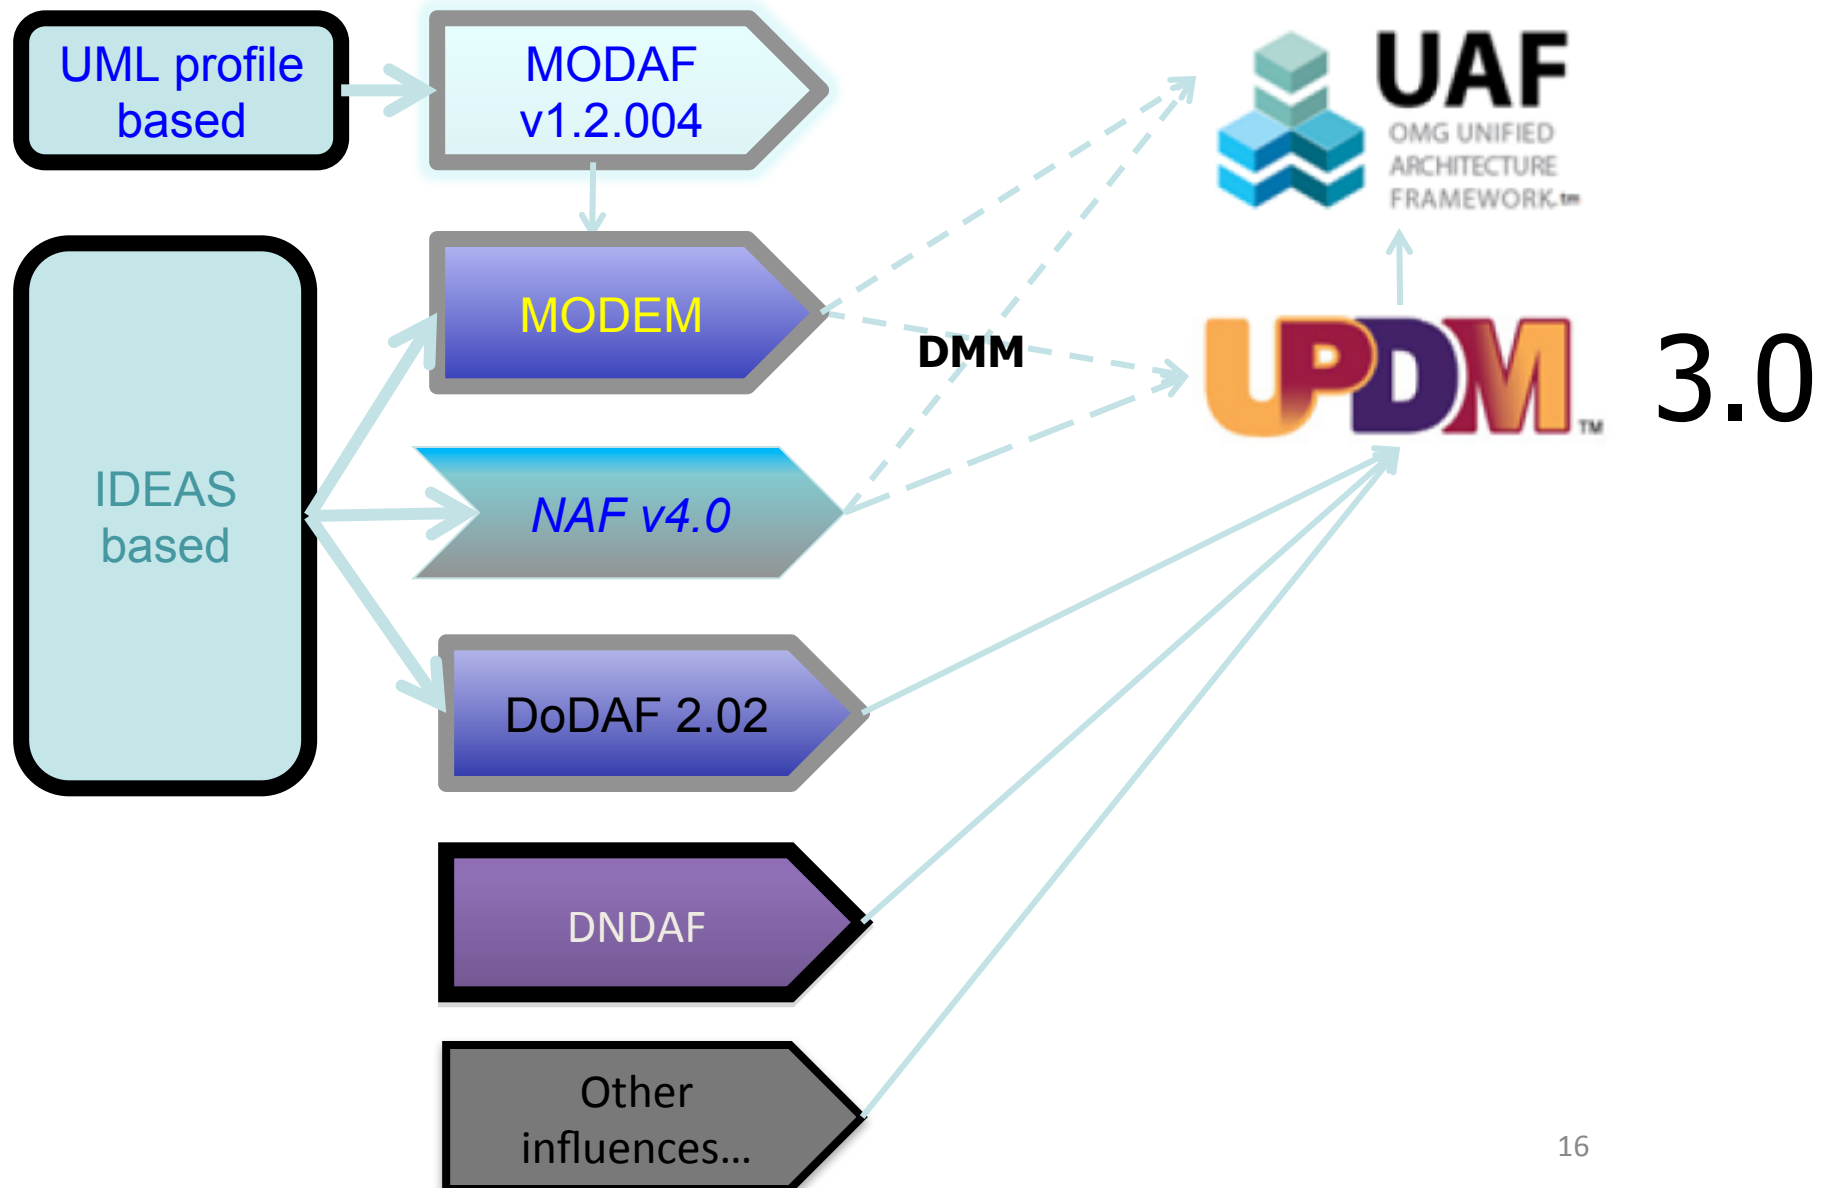 UML profile
based
MODAF
v1.2.004
UAF
OMG UNIFIED
ARCHITECTURE
FRAMEWORK.tm
MODEM
DMM
UPDM™
3.0
IDEAS
based
NAF v4.0
DoDAF 2.02
DNDAF
Other
influences...
16